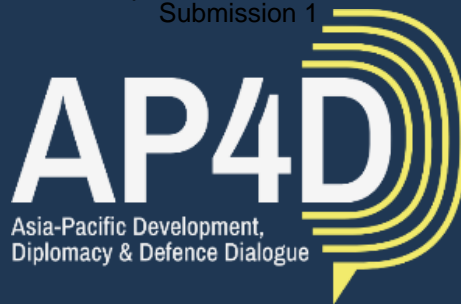 Submission 1
AP4D
Asia-Pacific Development,
Diplomacy & Defence Dialogue